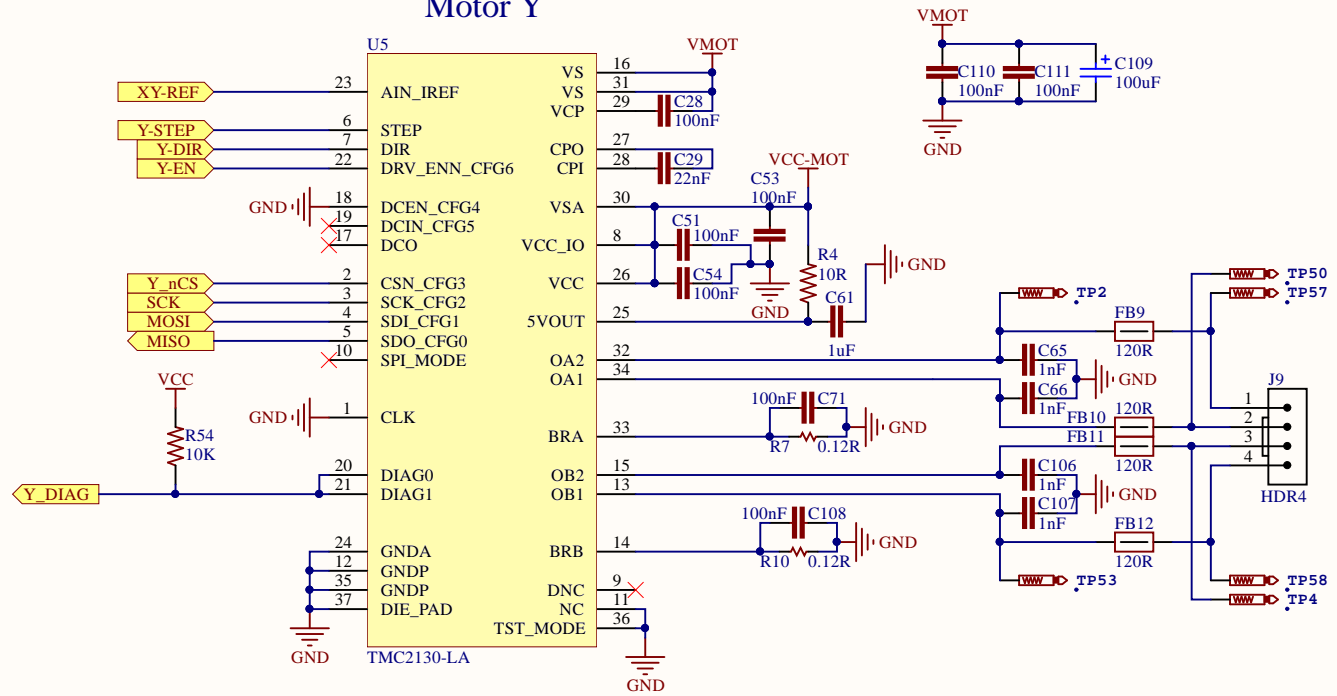 Motor Y
U5
VMOT
VMOT
16
VS
31
VS
29
VCP
C28
100nF
C110
100nF
C111
100nF
+
C109
100uF
GND
XY-REF
23
AIN_IREF
Y-STEP
6
STEP
Y-DIR
7
DIR
Y-EN
22
DRV_ENN_CFG6
27
CPO
28
CPI
C29
22nF
VCC-MOT
C53
100nF
GND
18
DCEN_CFG4
19
DCIN_CFG5
17
DCO
30
VSA
8
VCC_IO
26
VCC
C51
100nF
C54
100nF
GND
R4
10R
GND
C61
1uF
Y_nCS
2
CSN_CFG3
SCK
3
SCK_CFG2
MOSI
4
SDI_CFG1
MISO
5
SDO_CFG0
10
SPI_MODE
25
5VOUT
32
OA2
34
OA1
TP2
TP50
TP57
FB9
120R
C65
1nF
C66
1nF
GND
VCC
R54
10K
GND
1
CLK
33
BRA
100nF
C71
R7
0.12R
GND
FB10
120R
FB11
120R
J9
1
2
3
4
HDR4
20
DIAG0
21
DIAG1
Y_DIAG
15
OB2
13
OB1
C106
1nF
C107
1nF
GND
FB12
120R
24
GNDA
12
GNDP
35
GNDP
37
DIE_PAD
GND
14
BRB
100nF
C108
R10
0.12R
GND
9
DNC
11
NC
36
TST_MODE
GND
TP53
TP58
TP4
TMC2130-LA